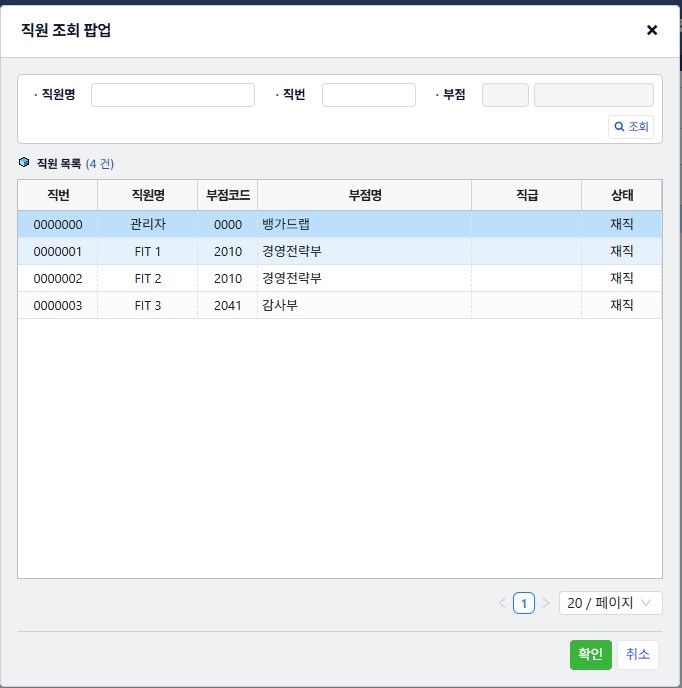 직원 조회 팝업
· 직원명 · 직번 · 부점
조회
직원 목록 (4 건)
직번 직원명 부점코드 부점명 직급 상태
0000000 관리자 0000 뱅가드랩 재직
0000001 FIT 1 2010 경영전략부 재직
0000002 FIT 2 2010 경영전략부 재직
0000003 FIT 3 2041 감사부 재직
1 20 / 페이지
확인 취소